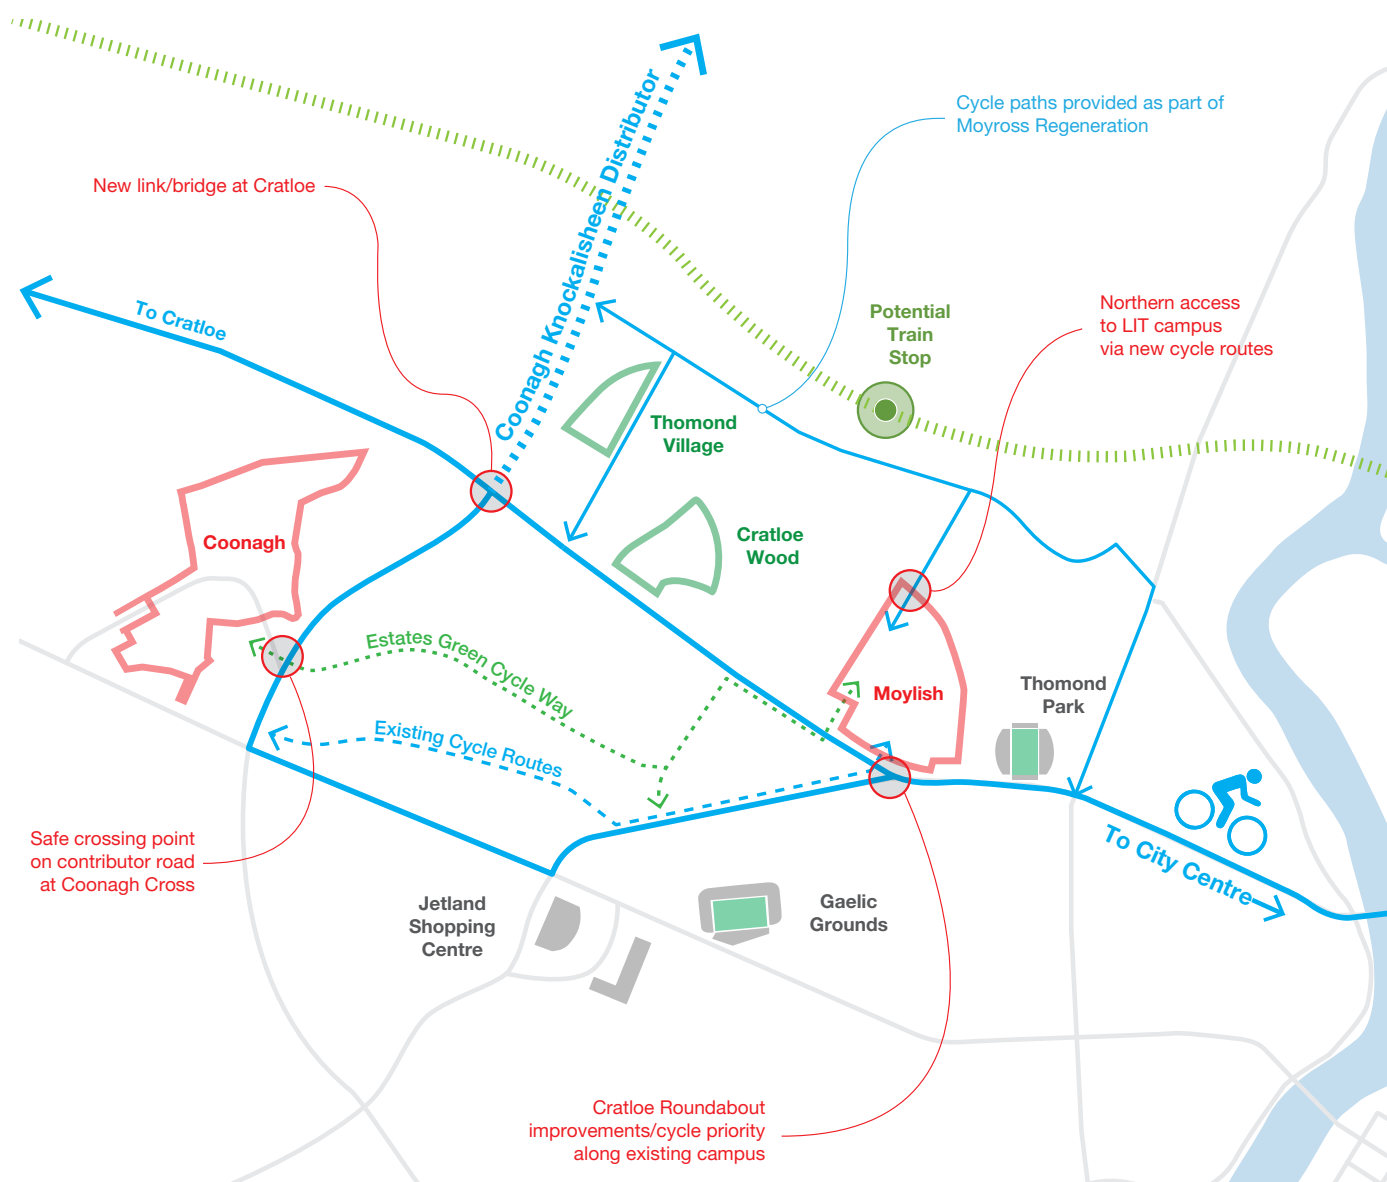 Coonagh Knockalisheen Distributor
Cycle paths provided as part of
Moyross Regeneration
New link/bridge at Cratloe
To Cratloe
Potential
Train
Stop
Northern access
to LIT campus
via new cycle routes
Thomond
Village
Coonagh
Cratloe
Wood
Estates Green Cycle Way
Moylish
Thomond
Park
Existing Cycle Routes
Safe crossing point
on contributor road
at Coonagh Cross
To City Centre
Jetland
Shopping
Centre
Gaelic
Grounds
Cratloe Roundabout
improvements/cycle priority
along existing campus